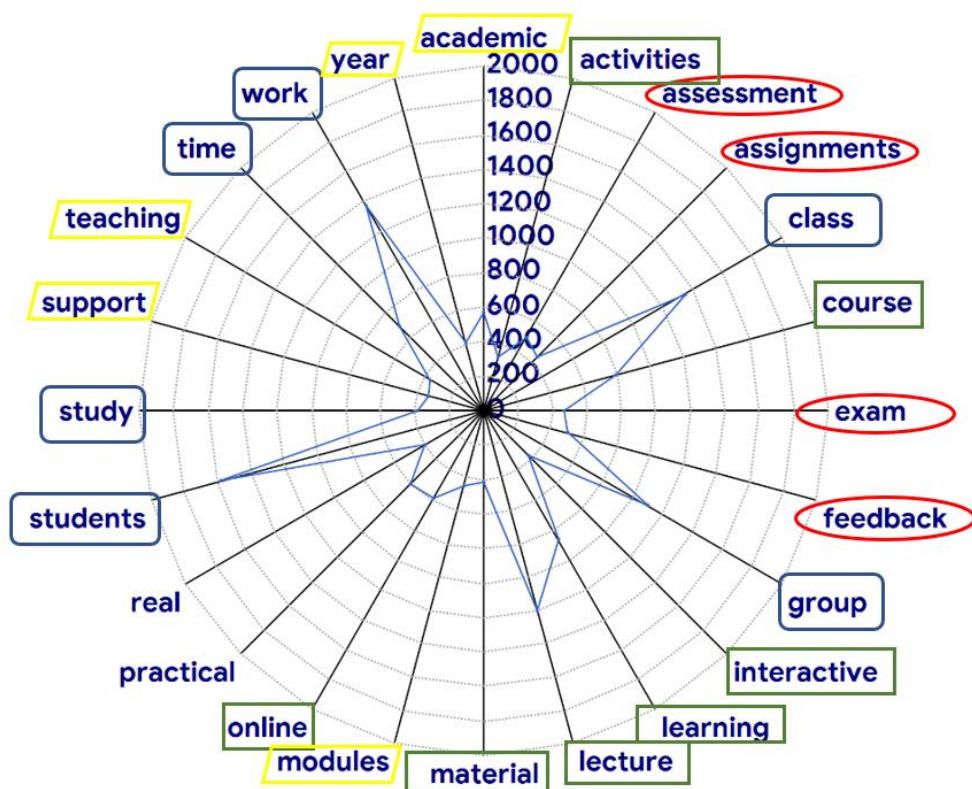 academic
activities
assessment
assignments
class
course
exam
feedback
group
interactive
learning
lecture
material
modules
online
practical
real
students
study
support
teaching
time
work
year
2000
1800
1600
1400
1200
1000
800
600
400
200
0